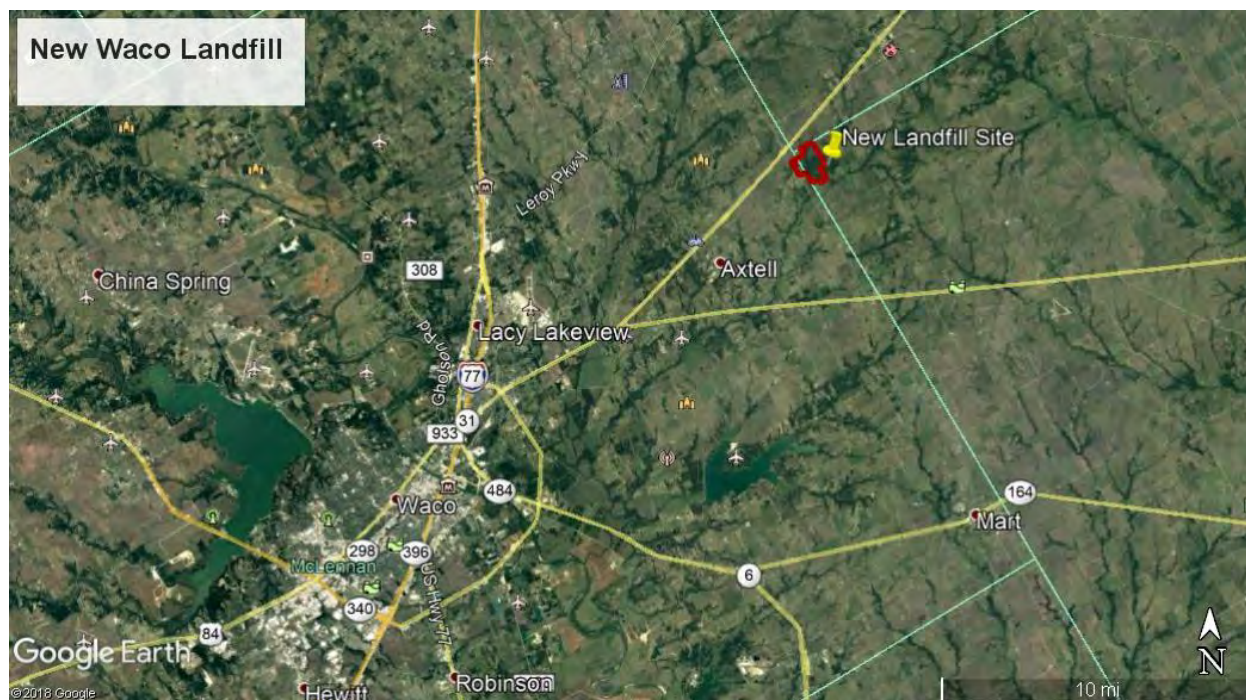 New Waco Landfill
New Landfill Site
Leroy Pkwy
Axtell
China Spring
308
Lacy Lakeview
Gholson Rd
77
31
933
484
Waco
164
Mart
298
396
McLennan
US Hwy 77
6
340
84
Google Earth
N
Robinson
Hewitt
10 mi
©2018 Google